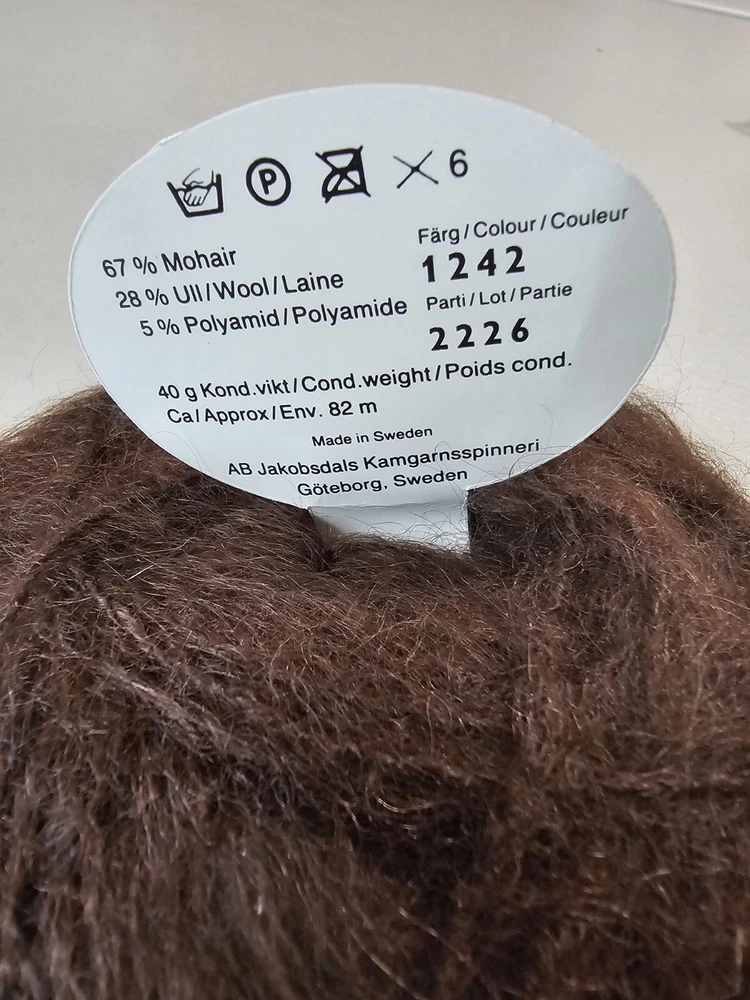 P
6
67 % Mohair
28 % Ull/Wool/Laine
5 % Polyamid/Polyamide
Färg/Colour/Couleur
1242
Parti/Lot/Partie
2226
40 g Kond.vikt/Cond.weight/Poids cond.
Ca/Approx/Env. 82 m
Made in Sweden
AB Jakobsdals Kamgarnsspinneri
Göteborg, Sweden